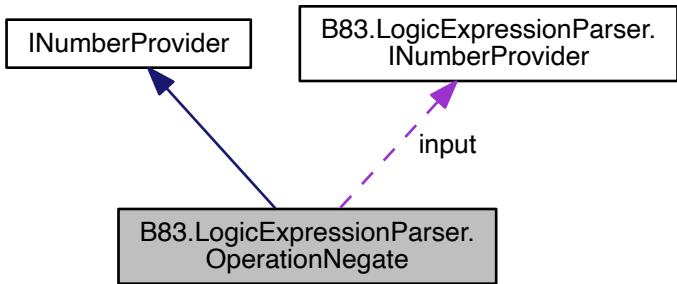 INumberProvider
B83.LogicExpressionParser.
INumberProvider
input
B83.LogicExpressionParser.
OperationNegate